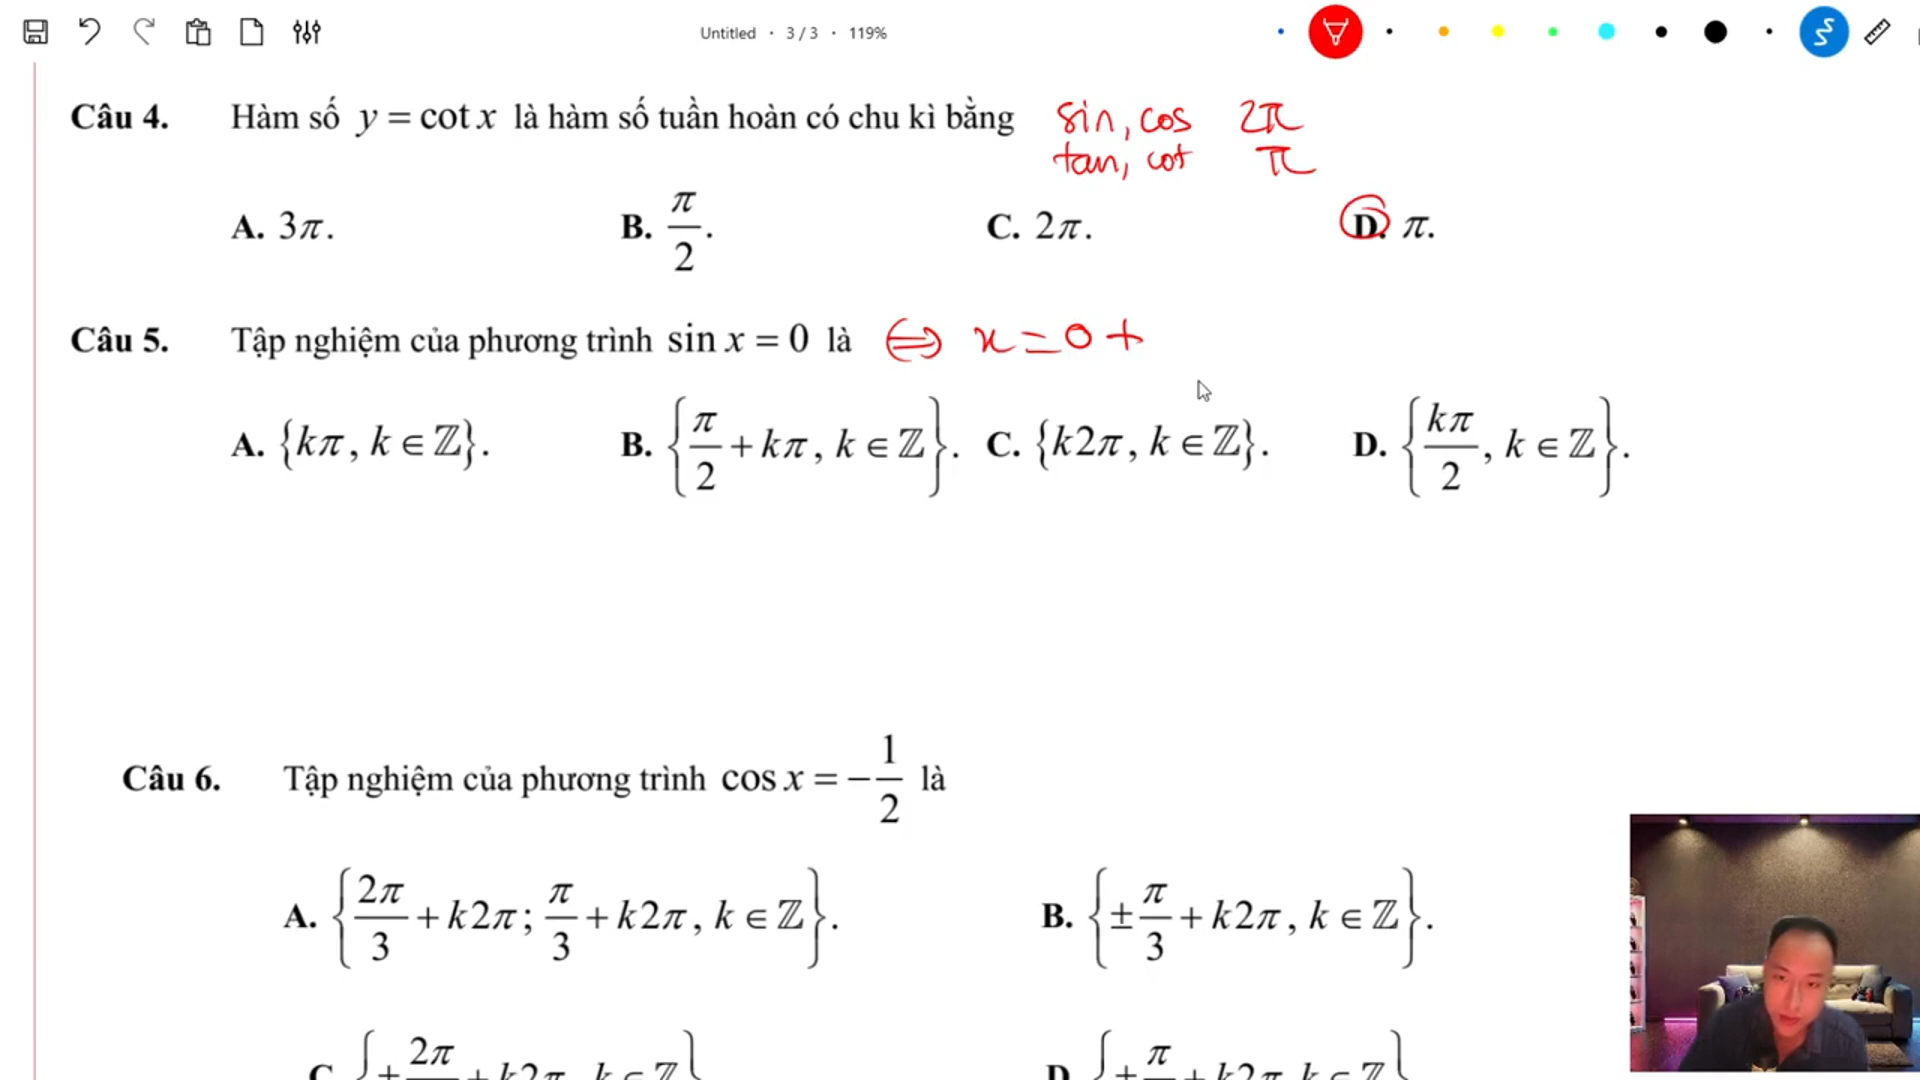 Untitled • 3 / 3 • 119%
Câu 4. Hàm số y = cot x là hàm số tuần hoàn có chu kì bằng sin, cos 2π
tan, cot π
A. 3π. B. π/2. C. 2π. D. π.
Câu 5. Tập nghiệm của phương trình sin x = 0 là ⇔ x = 0 +
A. {kπ, k ∈ ℤ}. B. {π/2 + kπ, k ∈ ℤ}. C. {k2π, k ∈ ℤ}. D. {kπ/2, k ∈ ℤ}.
Câu 6. Tập nghiệm của phương trình cos x = −1/2 là
A. {2π/3 + k2π; π/3 + k2π, k ∈ ℤ}. B. {±π/3 + k2π, k ∈ ℤ}.
C. {±2π + k2π, k ∈ ℤ} D. {±π + k2π, k ∈ ℤ}